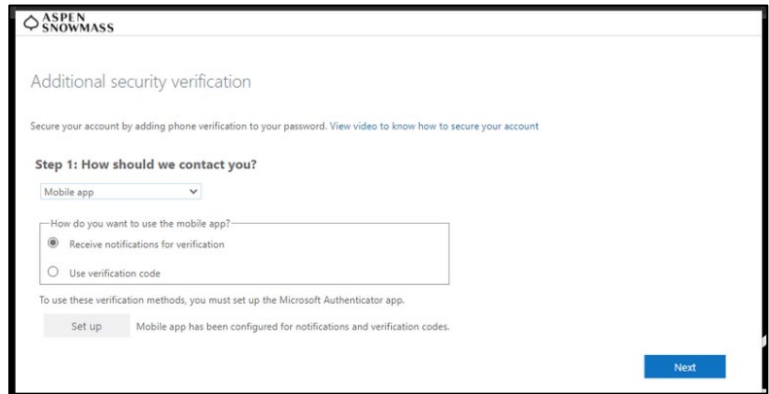 ASPEN
SNOWMASS
Additional security verification
Secure your account by adding phone verification to your password. View video to know how to secure your account
Step 1: How should we contact you?
Mobile app
How do you want to use the mobile app?
Receive notifications for verification
Use verification code
To use these verification methods, you must set up the Microsoft Authenticator app.
Set up Mobile app has been configured for notifications and verification codes.
Next